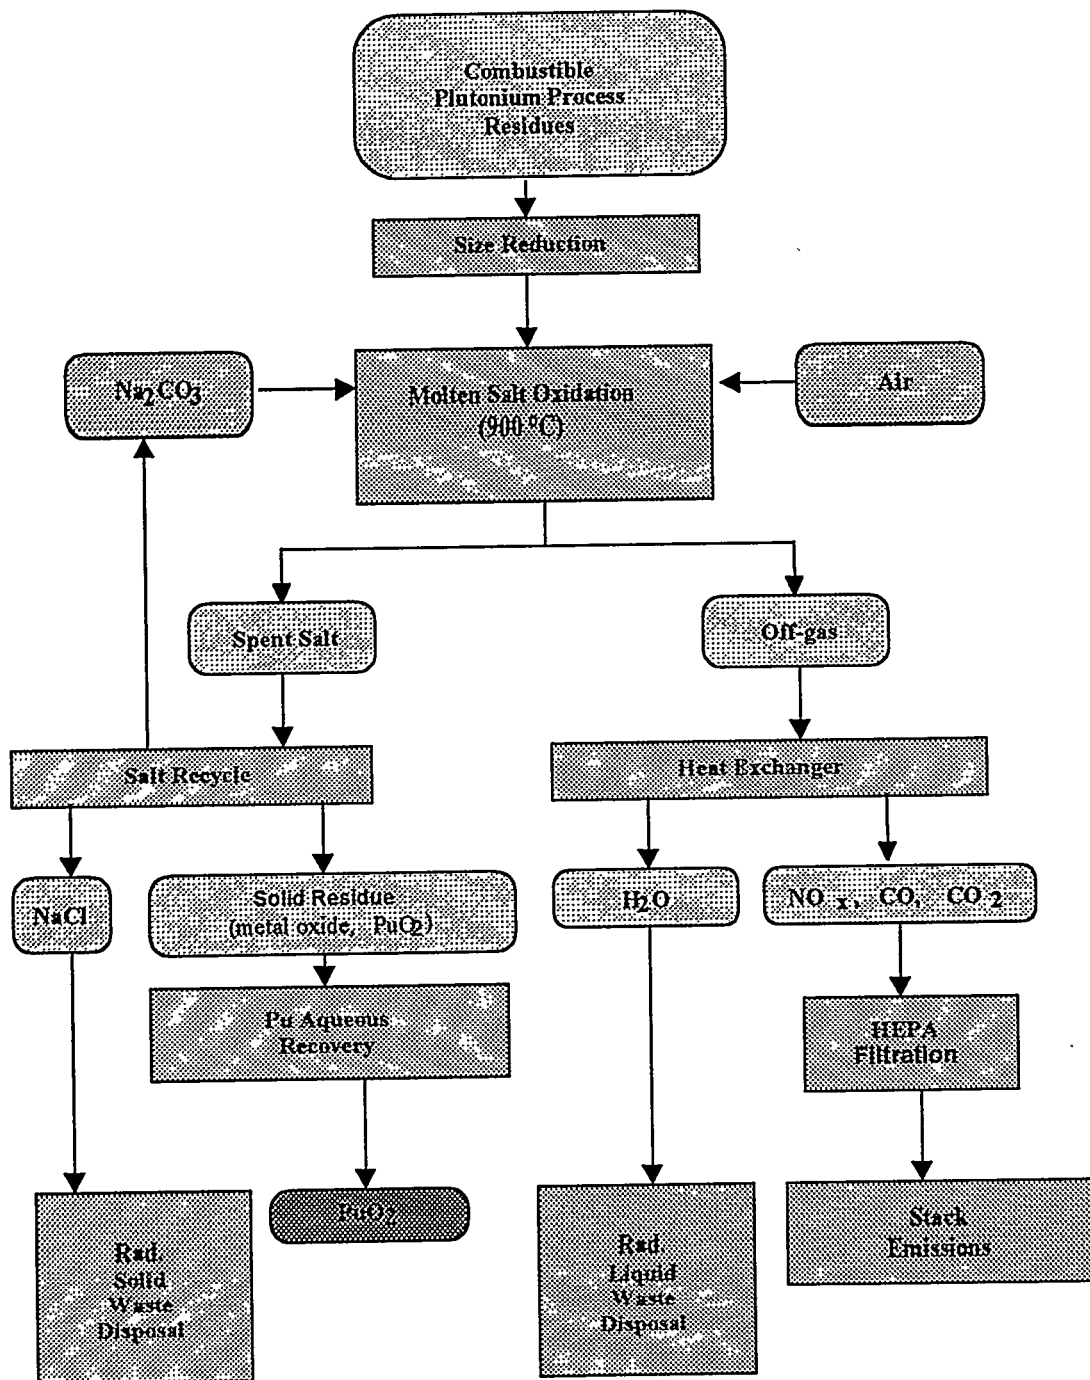 Combustible
Plutonium Process
Residues
Size Reduction
Na₂CO₃
Molten Salt Oxidation
(900 ºC)
Air
Spent Salt
Off-gas
Salt Recycle
Heat Exchanger
NaCl
Solid Residue
(metal oxide, PuO₂)
H₂O
NOₓ, CO, CO₂
Pu Aqueous
Recovery
HEPA
Filtration
PuO₂
Rad.
Solid
Waste
Disposal
Rad.
Liquid
Waste
Disposal
Stack
Emissions